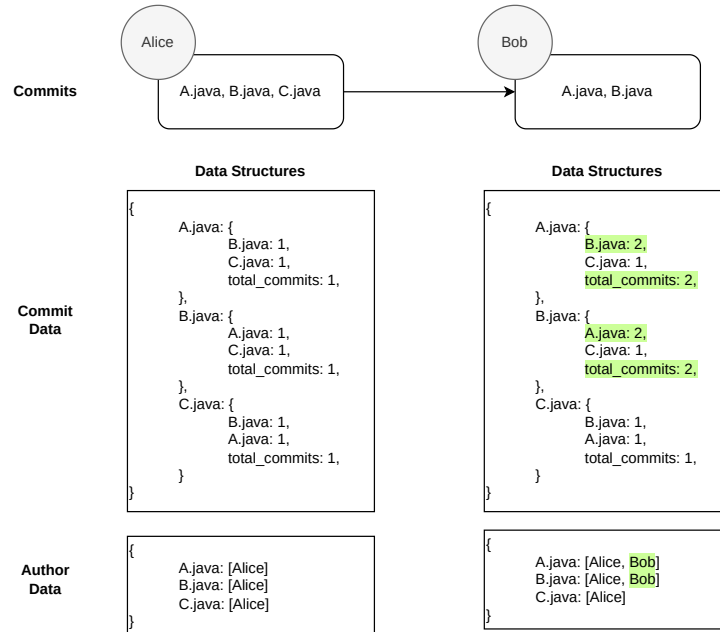 Alice
Bob
Commits
A.java, B.java, C.java
A.java, B.java
Data Structures
Data Structures
Commit
Data
{
A.java: {
B.java: 1,
C.java: 1,
total_commits: 1,
},
B.java: {
A.java: 1,
C.java: 1,
total_commits: 1,
},
C.java: {
B.java: 1,
A.java: 1,
total_commits: 1,
}
}
{
A.java: {
B.java: 2,
C.java: 1,
total_commits: 2,
},
B.java: {
A.java: 2,
C.java: 1,
total_commits: 2,
},
C.java: {
B.java: 1,
A.java: 1,
total_commits: 1,
}
}
Author
Data
{
A.java: [Alice]
B.java: [Alice]
C.java: [Alice]
}
{
A.java: [Alice, Bob]
B.java: [Alice, Bob]
C.java: [Alice]
}